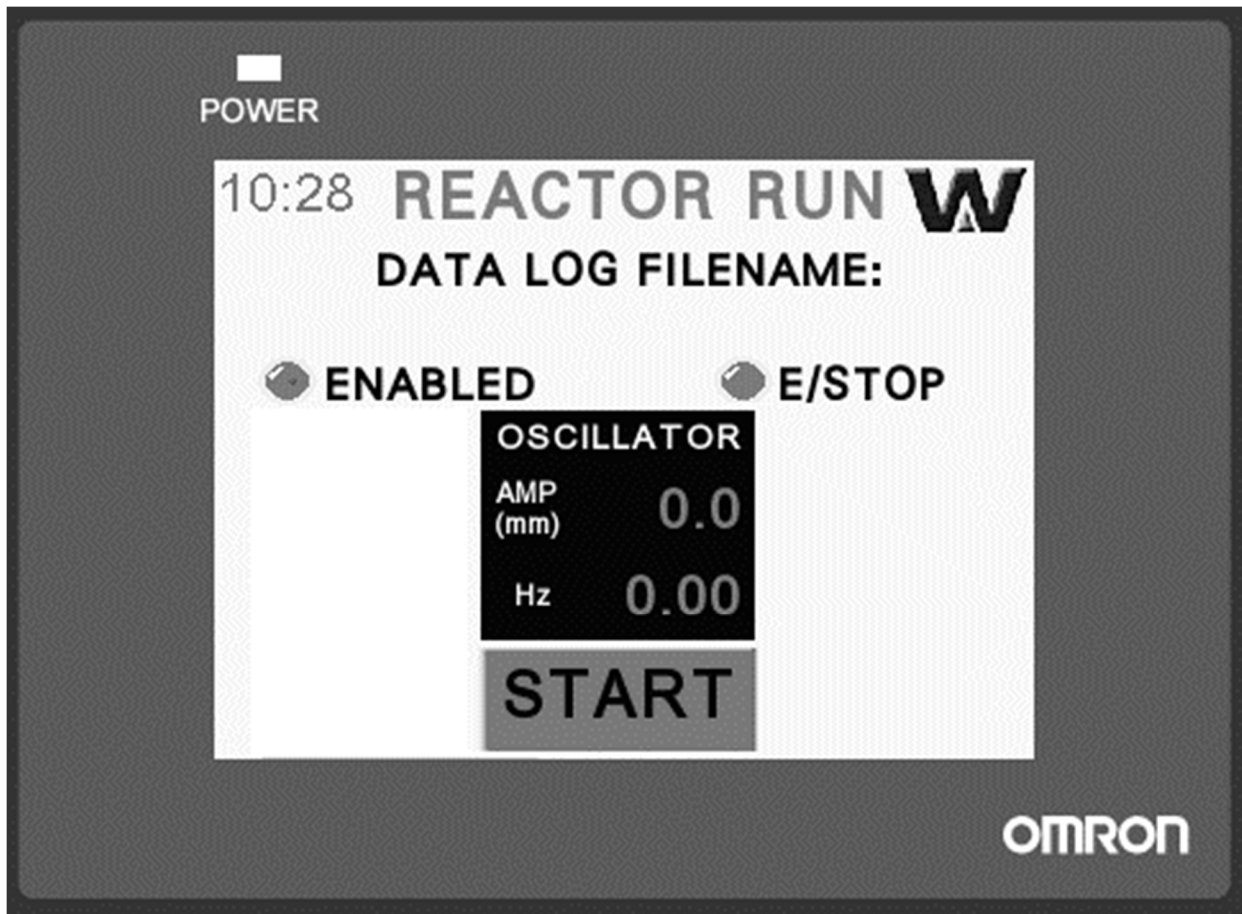 POWER
10:28 REACTOR RUN W
DATA LOG FILENAME:
ENABLED E/STOP
OSCILLATOR
AMP
(mm) 0.0
Hz 0.00
START
OMRON